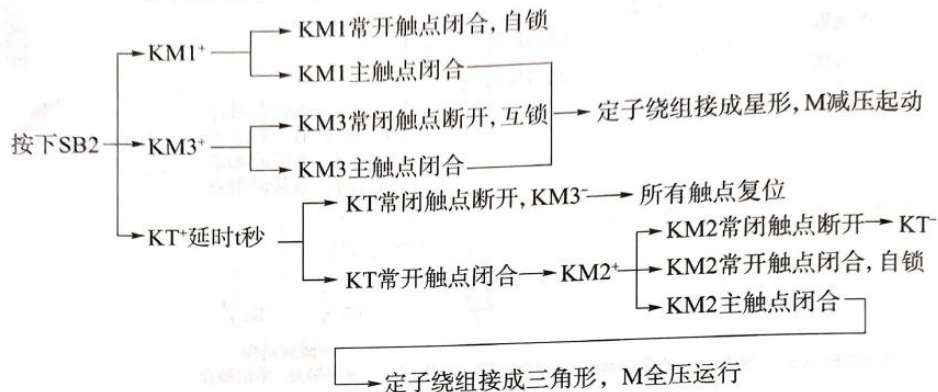 KM1常开触点闭合, 自锁
KM1⁺
KM1主触点闭合
定子绕组接成星形, M减压起动
KM3常闭触点断开, 互锁
按下SB2
KM3⁺
KM3主触点闭合
KT常闭触点断开, KM3⁻
所有触点复位
KM2常闭触点断开
KT⁻
KT⁺延时t秒
KT常开触点闭合
KM2⁺
KM2常开触点闭合, 自锁
KM2主触点闭合
定子绕组接成三角形, M全压运行